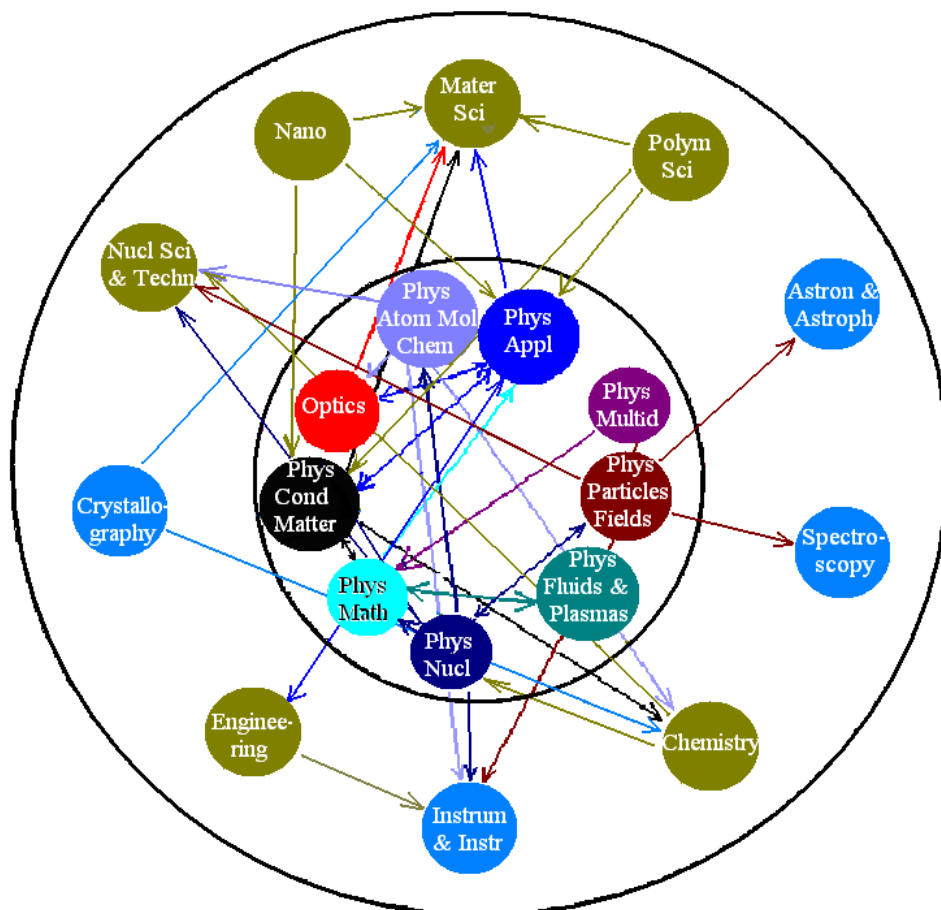 Mater
Sci
Nano
Polym
Sci
Nucl Sci
& Techn
Phys
Atom Mol
Chem
Phys
Appl
Astron &
Astroph
Optics
Phys
Multid
Phys
Cond
Matter
Phys
Particles
Fields
Crystallo-
graphy
Spectro-
scopy
Phys
Math
Phys
Fluids &
Plasmas
Phys
Nucl
Enginee-
ring
Chemistry
Instrum
& Instr